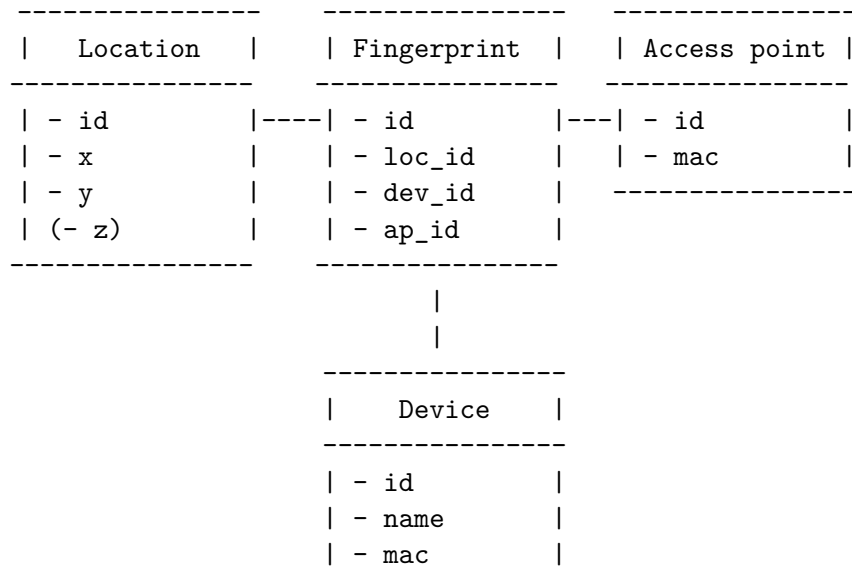 ---------------- ---------------- ----------------
| Location | | Fingerprint | | Access point |
---------------- ---------------- ----------------
| - id |----| - id |---| - id |
| - x | | - loc_id | | - mac |
| - y | | - dev_id | ----------------
| (- z) | | - ap_id |
---------------- ----------------
|
|
----------------
| Device |
----------------
| - id |
| - name |
| - mac |